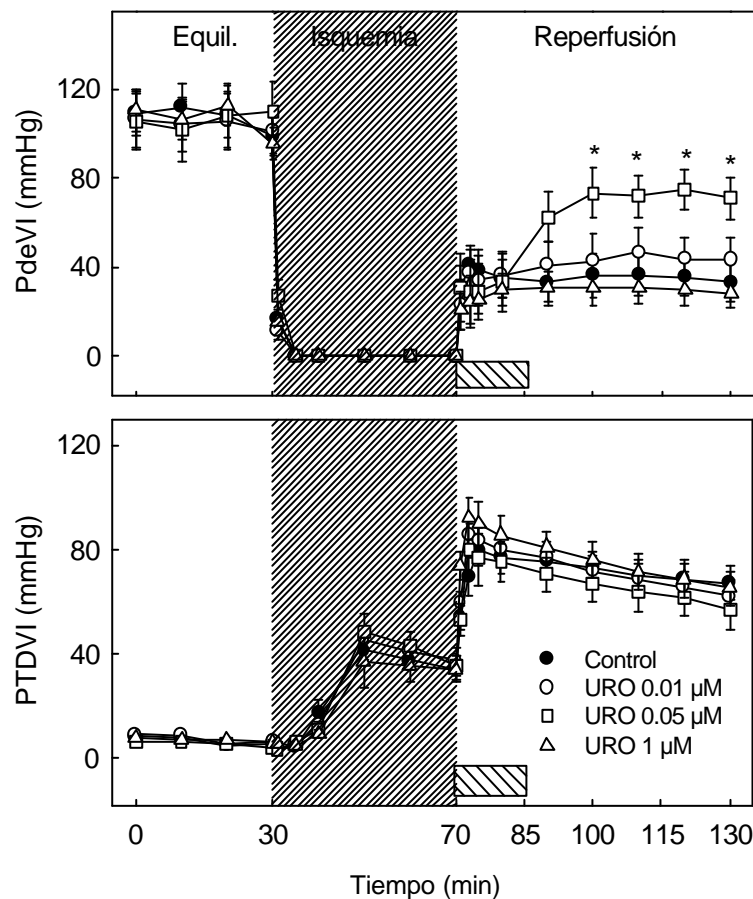 Equil. Isquemia Reperfusión
120
80
40
0
PdeVI (mmHg)
* * * *
120
80
40
0
PTDVI (mmHg)
Control
URO 0.01 µM
URO 0.05 µM
URO 1 µM
0 30 70 85 100 115 130
Tiempo (min)